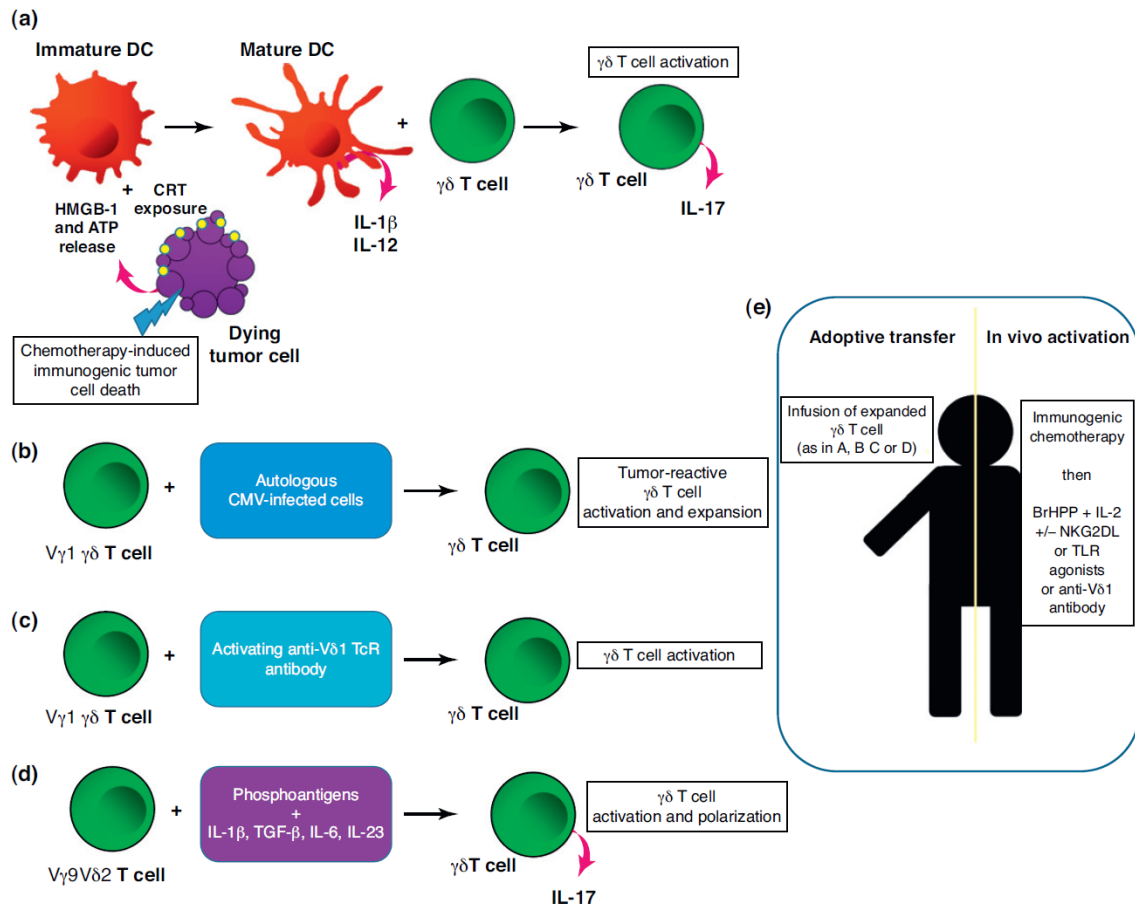 (a)
Immature DC
Mature DC
+
γδ T cell
γδ T cell activation
γδ T cell
IL-17
IL-1β
IL-12
+
HMGB-1
and ATP
release
CRT
exposure
Dying
tumor cell
Chemotherapy-induced
immunogenic tumor
cell death
(b)
Vγ1 γδ T cell
+
Autologous
CMV-infected cells
γδ T cell
Tumor-reactive
γδ T cell
activation and expansion
(c)
Vγ1 γδ T cell
+
Activating anti-Vδ1 TcR
antibody
γδ T cell
γδ T cell activation
(d)
Vγ9Vδ2 T cell
+
Phosphoantigens
+
IL-1β, TGF-β, IL-6, IL-23
γδT cell
IL-17
γδ T cell
activation and polarization
(e)
Adoptive transfer
In vivo activation
Infusion of expanded
γδ T cell
(as in A, B C or D)
Immunogenic
chemotherapy
then
BrHPP + IL-2
+/– NKG2DL
or TLR
agonists
or anti-Vδ1
antibody